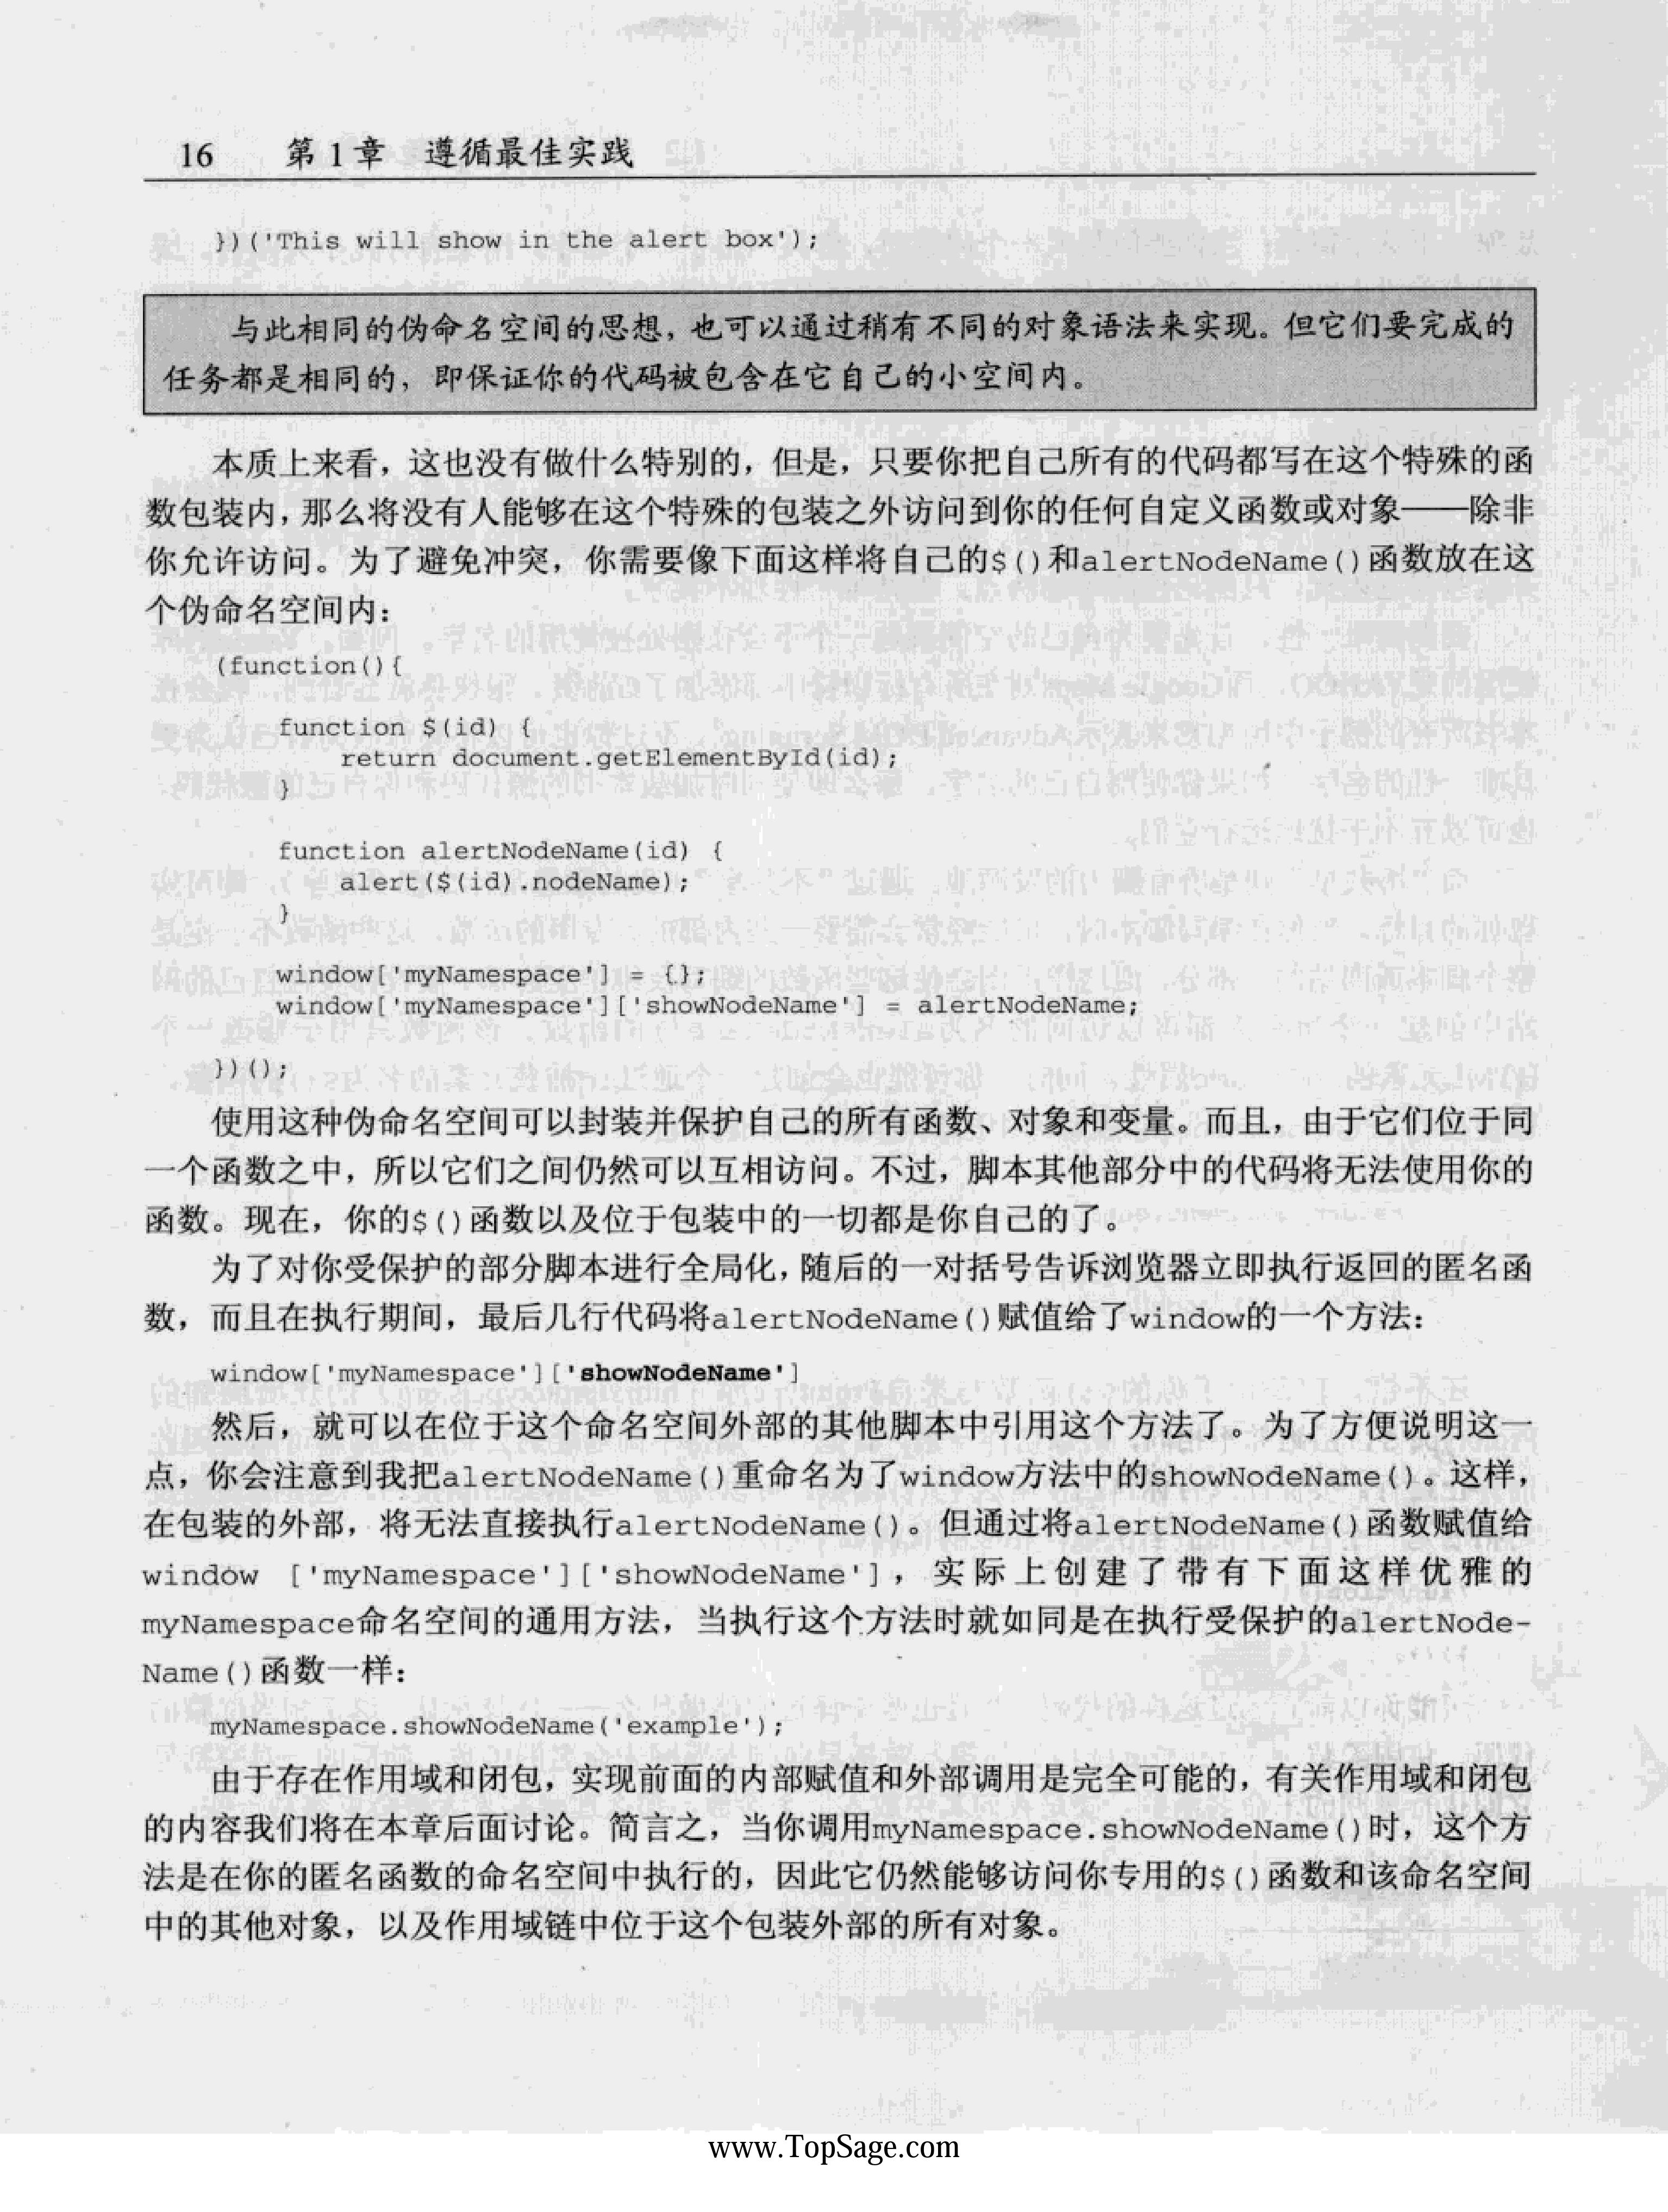 16 第1章 遵循最佳实践
})('This will show in the alert box');
与此相同的伪命名空间的思想，也可以通过稍有不同的对象语法来实现。但它们要完成的
任务都是相同的，即保证你的代码被包含在它自己的小空间内。
本质上来看，这也没有做什么特别的，但是，只要你把自己所有的代码都写在这个特殊的函
数包装内，那么将没有人能够在这个特殊的包装之外访问到你的任何自定义函数或对象——除非
你允许访问。为了避免冲突，你需要像下面这样将自己的$()和alertNodeName()函数放在这
个伪命名空间内：
(function(){
function $(id) {
return document.getElementById(id);
}
function alertNodeName(id) {
alert($(id).nodeName);
}
window['myNamespace'] = {};
window['myNamespace']['showNodeName'] = alertNodeName;
})();
使用这种伪命名空间可以封装并保护自己的所有函数、对象和变量。而且，由于它们位于同
一个函数之中，所以它们之间仍然可以互相访问。不过，脚本其他部分中的代码将无法使用你的
函数。现在，你的$()函数以及位于包装中的一切都是你自己的了。
为了对你受保护的部分脚本进行全局化，随后的一对括号告诉浏览器立即执行返回的匿名函
数，而且在执行期间，最后几行代码将alertNodeName()赋值给了window的一个方法：
window['myNamespace']['showNodeName']
然后，就可以在位于这个命名空间外部的其他脚本中引用这个方法了。为了方便说明这一
点，你会注意到我把alertNodeName()重命名为了window方法中的showNodeName()。这样，
在包装的外部，将无法直接执行alertNodeName()。但通过将alertNodeName()函数赋值给
window ['myNamespace']['showNodeName']，实际上创建了带有下面这样优雅的
myNamespace命名空间的通用方法，当执行这个方法时就如同是在执行受保护的alertNode-
Name()函数一样：
myNamespace.showNodeName('example');
由于存在作用域和闭包，实现前面的内部赋值和外部调用是完全可能的，有关作用域和闭包
的内容我们将在本章后面讨论。简言之，当你调用myNamespace.showNodeName()时，这个方
法是在你的匿名函数的命名空间中执行的，因此它仍然能够访问你专用的$()函数和该命名空间
中的其他对象，以及作用域链中位于这个包装外部的所有对象。
www.TopSage.com